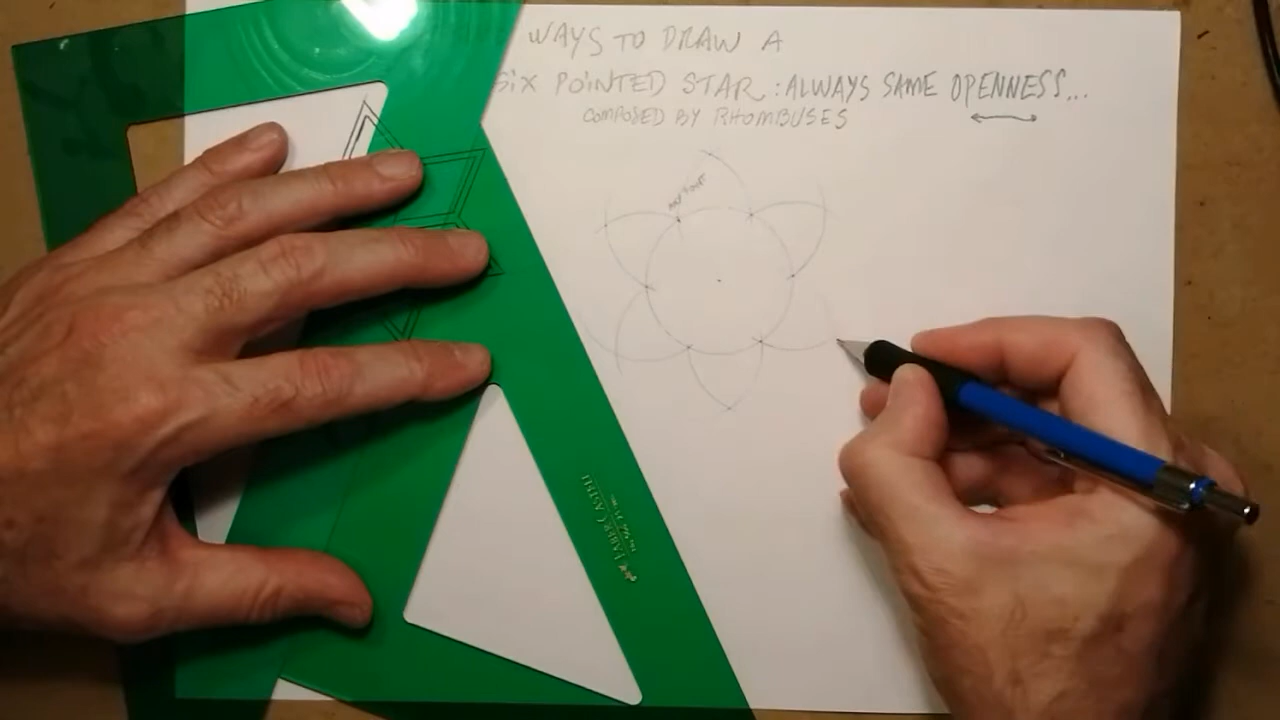 WAYS TO DRAW A
SIX POINTED STAR : ALWAYS SAME OPENNESS...
COMPOSED BY RHOMBUSES
FABER-CASTELL